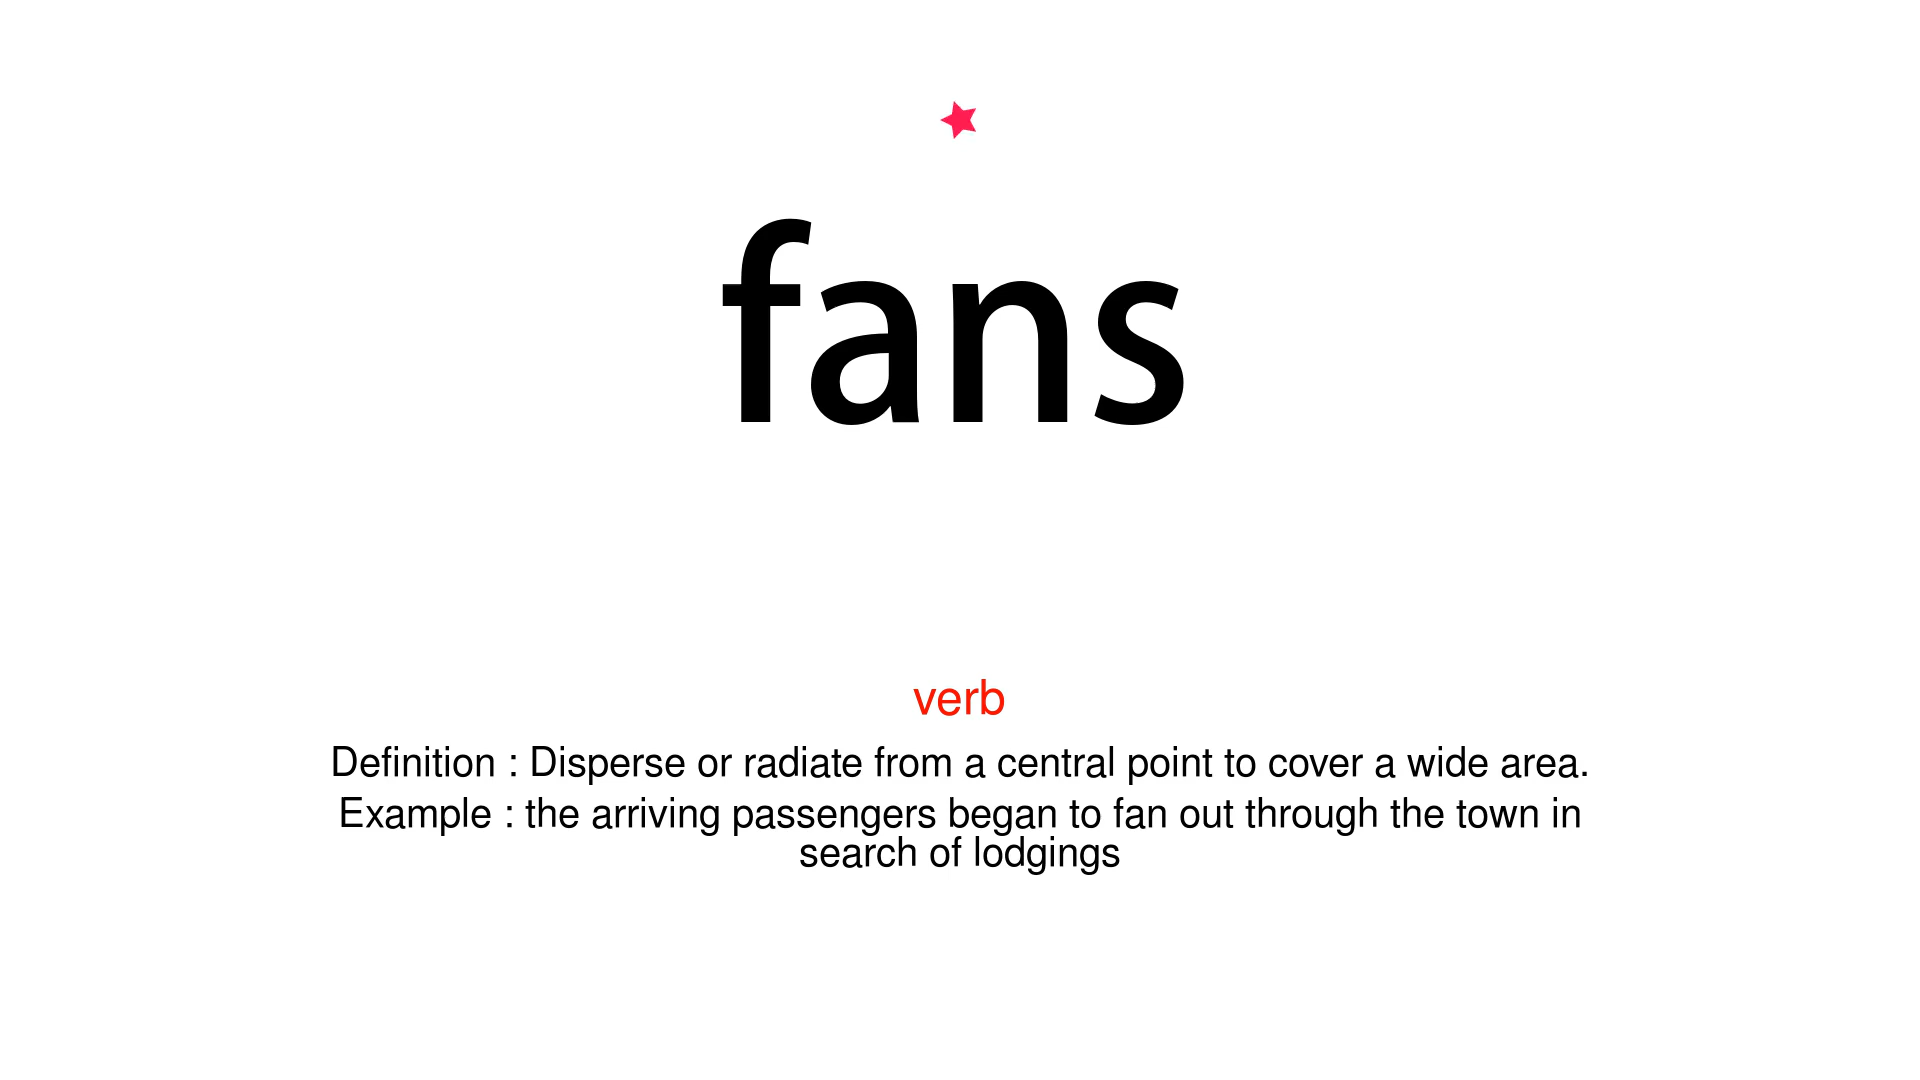 fans
verb
Definition : Disperse or radiate from a central point to cover a wide area.
Example : the arriving passengers began to fan out through the town in
search of lodgings